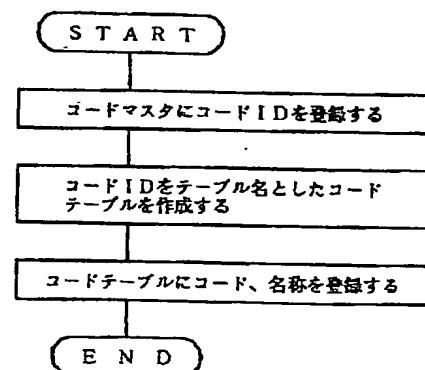 ＳＴＡＲＴ
コードマスタにコードＩＤを登録する
コードＩＤをテーブル名としたコード
テーブルを作成する
コードテーブルにコード、名称を登録する
ＥＮＤ